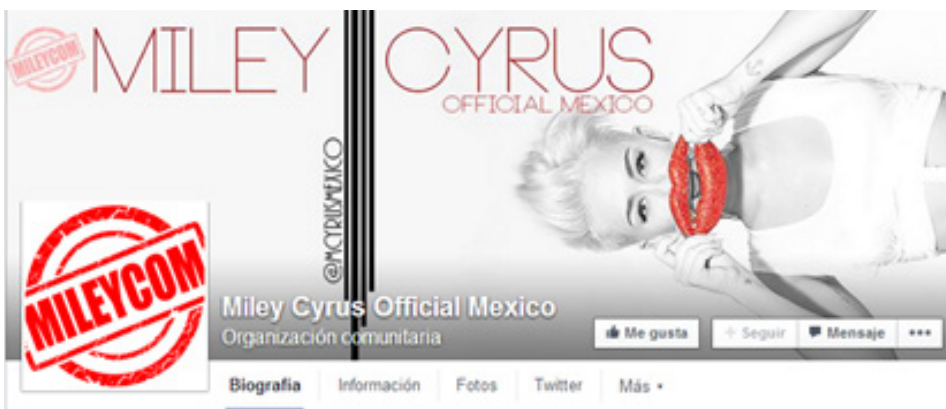 MILEYCOM
MILEY CYRUS
OFFICIAL MEXICO
@MCYRUSMEXICO
MILEYCOM
Miley Cyrus Official Mexico
Organización comunitaria
Me gusta
Seguir
Mensaje
Biografía
Información
Fotos
Twitter
Más